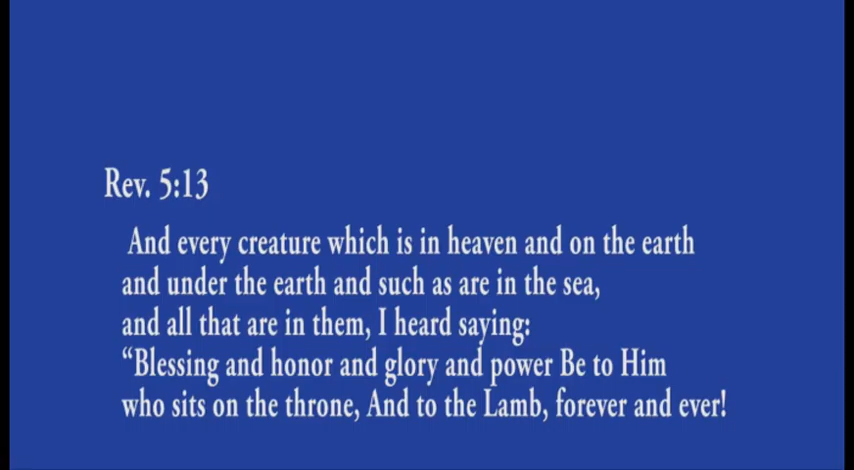 Rev. 5:13
And every creature which is in heaven and on the earth
and under the earth and such as are in the sea,
and all that are in them, I heard saying:
“Blessing and honor and glory and power Be to Him
who sits on the throne, And to the Lamb, forever and ever!